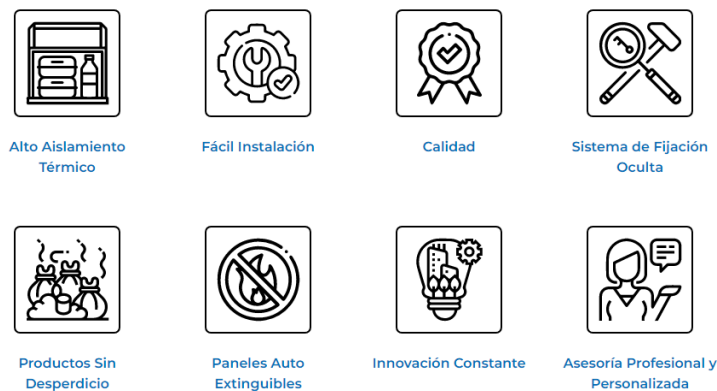 Alto Aislamiento
Térmico
Fácil Instalación
Calidad
Sistema de Fijación
Oculta
Productos Sin
Desperdicio
Paneles Auto
Extinguibles
Innovación Constante
Asesoría Profesional y
Personalizada